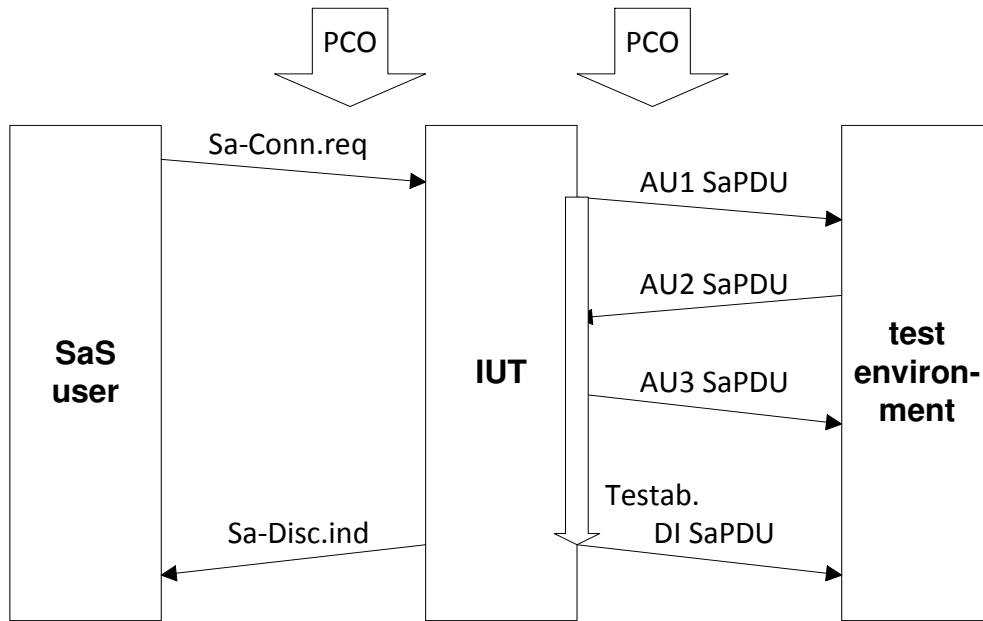 PCO
PCO
Sa-Conn.req
AU1 SaPDU
AU2 SaPDU
SaS
user
IUT
test
environ-
ment
AU3 SaPDU
Testab.
Sa-Disc.ind
DI SaPDU